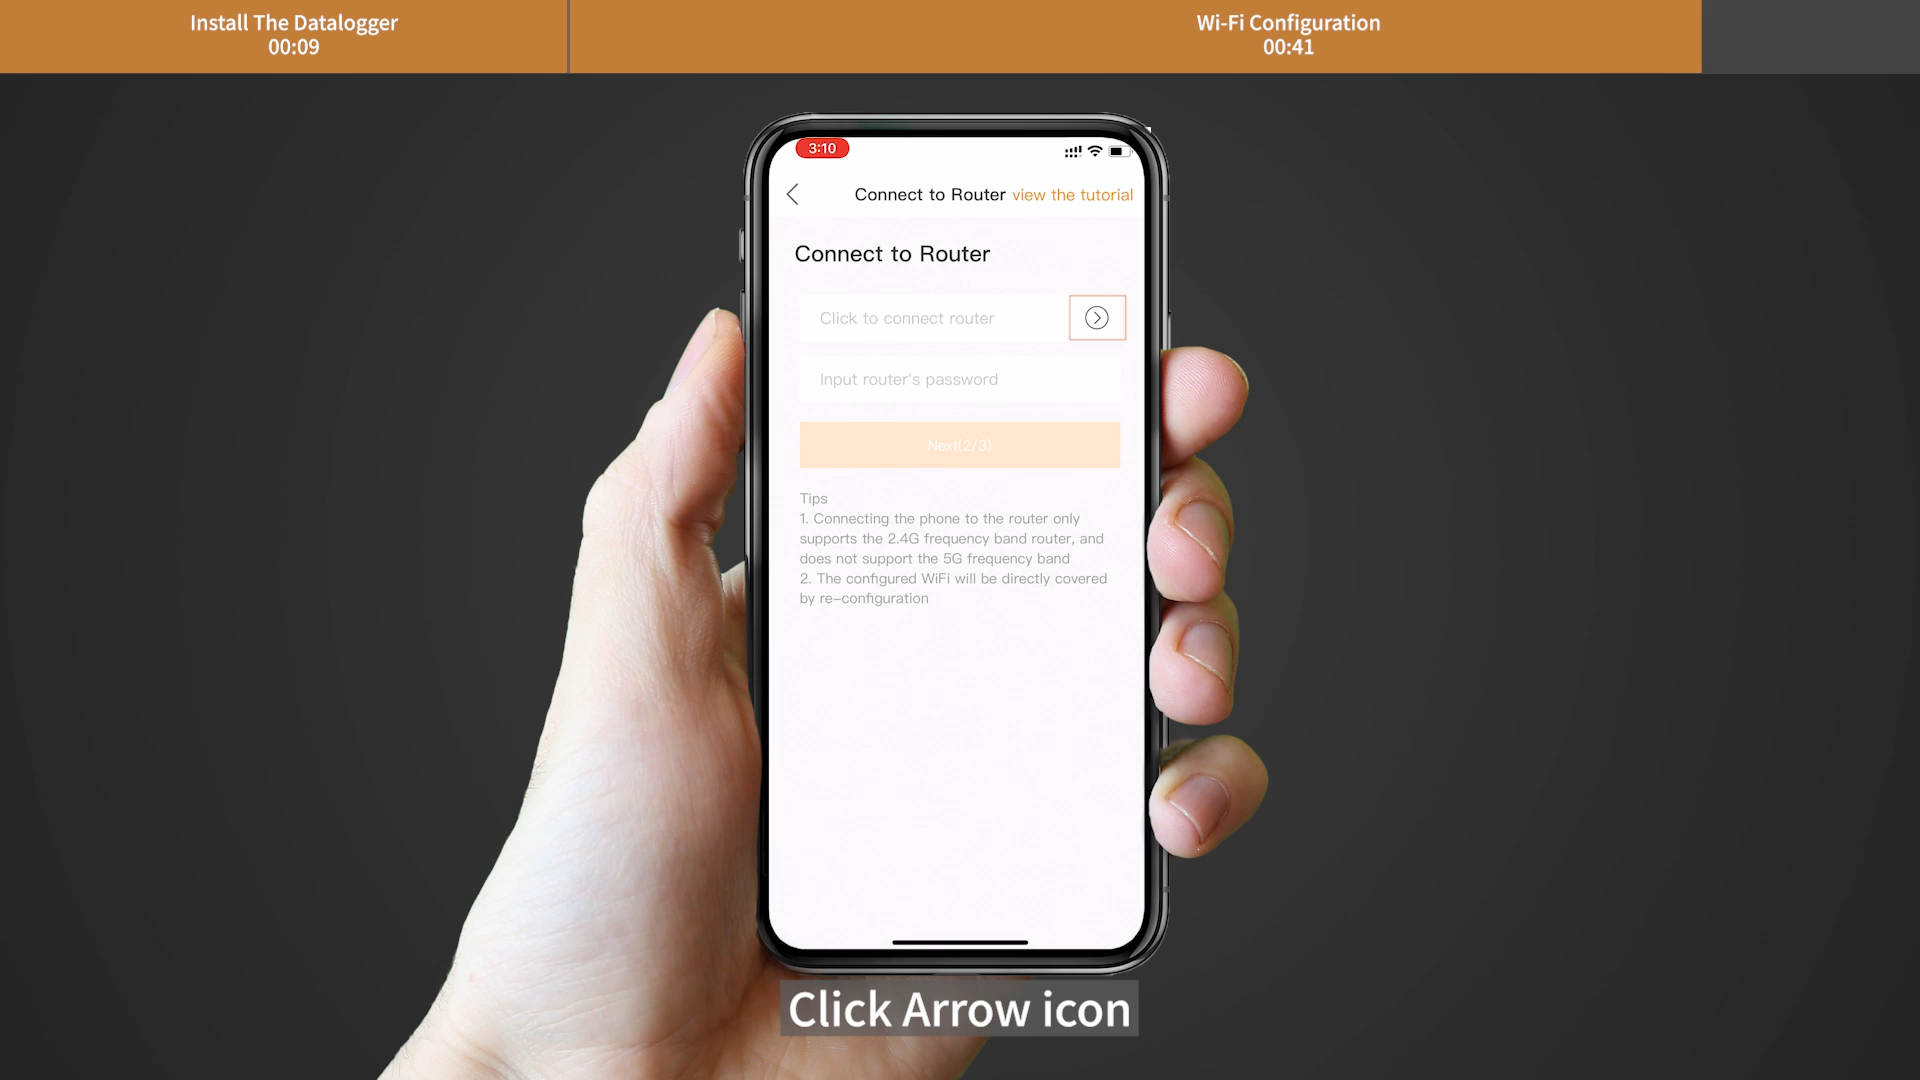 Install The Datalogger
00:09
Wi-Fi Configuration
00:41
3:10
Connect to Router view the tutorial
Connect to Router
Click to connect router
Input router's password
Next(2/3)
Tips
1. Connecting the phone to the router only
supports the 2.4G frequency band router, and
does not support the 5G frequency band
2. The configured WiFi will be directly covered
by re-configuration
Click Arrow icon